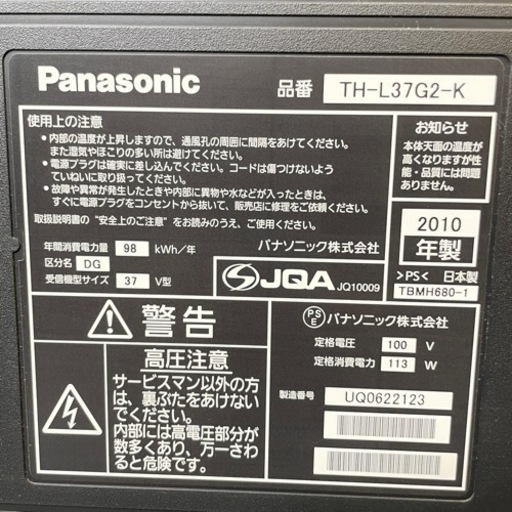 Panasonic
品番 TH-L37G2-K
使用上の注意
•内部の温度が上昇しますので、通風孔の周囲に間隔をあけてください。
また湿気やほこりの多い所は避けてください。
•電源プラグは確実に差し込んでください。コードは傷つけないよう
ていねいに取り扱ってください。
•故障や異常が発生したときや内部に異物や水などが入ったときは、
すぐに電源プラグをコンセントから抜いて、販売店に修理をご依頼ください。
取扱説明書の“安全上のご注意”をお読みのうえ、ご使用ください。
お知らせ
本体天面の温度が
高くなりますが性
能・品質には問題
ありません。
年間消費電力量 98 kWh/年
区分名 DG
受信機型サイズ 37 V型
パナソニック株式会社
JQA JQ10009
2010
年製
>PS< 日本製
TBMH680-1
警告
高圧注意
サービスマン以外の方
は、裏ぶたをあけないで
ください。
内部には高電圧部分が
数多くあり、万一さわ
ると危険です。
PSE パナソニック株式会社
定格電圧 100 V
定格消費電力 113 W
製造番号 UQ0622123